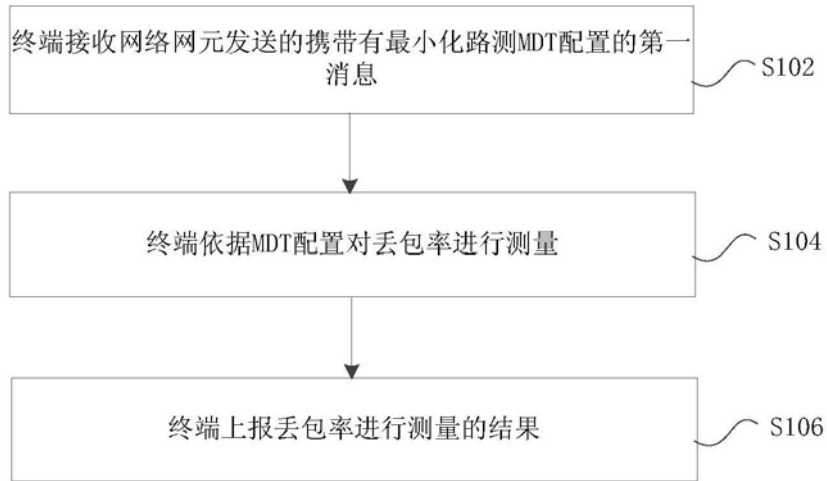 终端接收网络网元发送的携带有最小化路测MDT配置的第一
消息
S102
终端依据MDT配置对丢包率进行测量
S104
终端上报丢包率进行测量的结果
S106